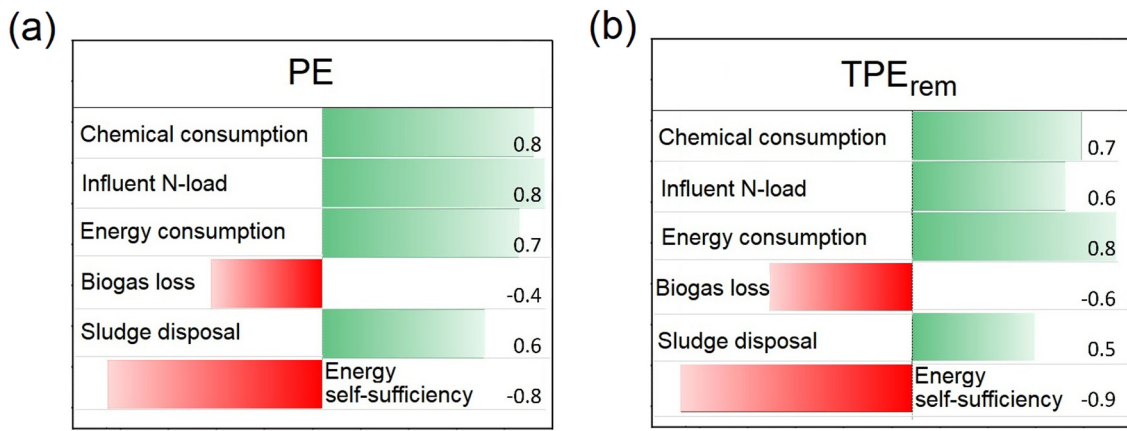 (a)
PE
Chemical consumption 0.8
Influent N-load 0.8
Energy consumption 0.7
Biogas loss -0.4
Sludge disposal 0.6
Energy
self-sufficiency -0.8
(b)
TPErem
Chemical consumption 0.7
Influent N-load 0.6
Energy consumption 0.8
Biogas loss -0.6
Sludge disposal 0.5
Energy
self-sufficiency -0.9